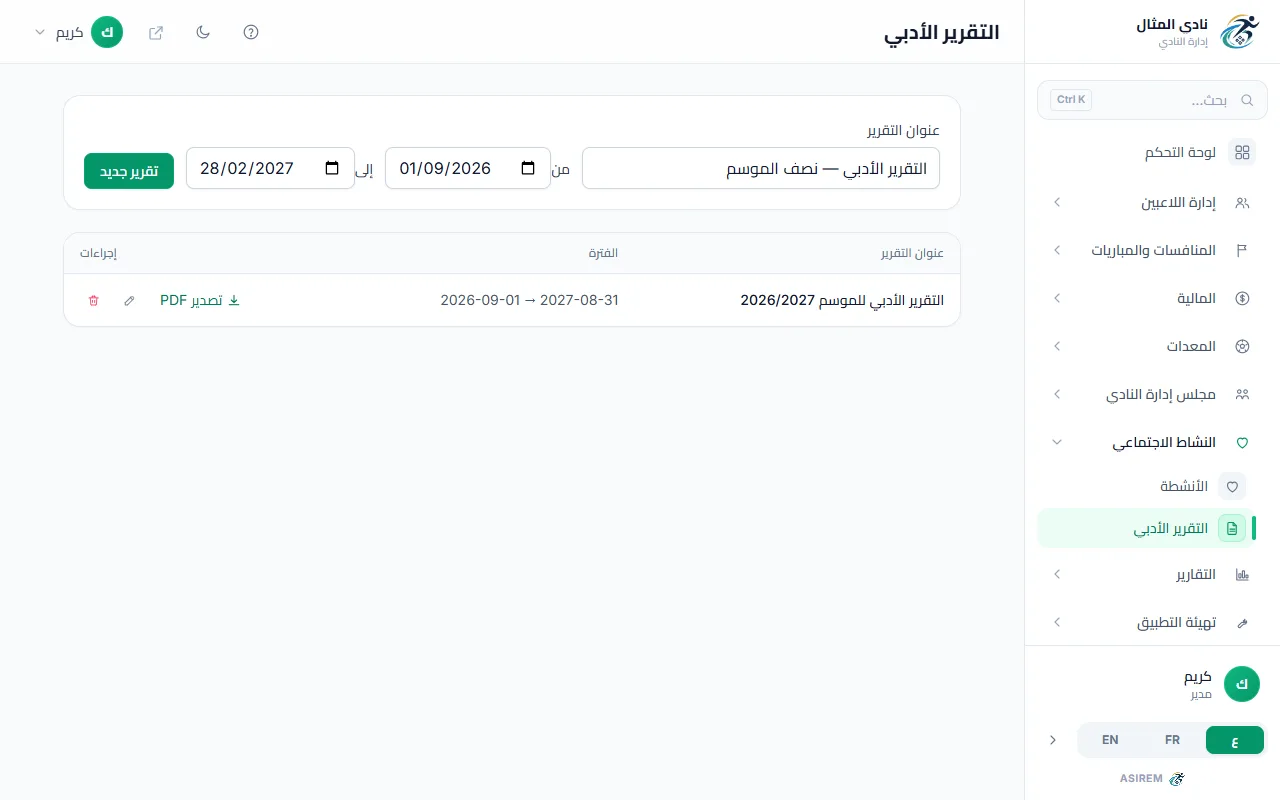 نادي المثال
إدارة النادي
بحث...
Ctrl K
لوحة التحكم
إدارة اللاعبين
المنافسات والمباريات
المالية
المعدات
مجلس إدارة النادي
النشاط الاجتماعي
الأنشطة
التقرير الأدبي
التقارير
تهيئة التطبيق
ك
كريم
مدير
ع
FR
EN
ASIREM
التقرير الأدبي
ك
كريم
عنوان التقرير
التقرير الأدبي — نصف الموسم
من
01/09/2026
إلى
28/02/2027
تقرير جديد
عنوان التقرير
الفترة
إجراءات
التقرير الأدبي للموسم 2026/2027
2026-09-01 → 2027-08-31
تصدير PDF